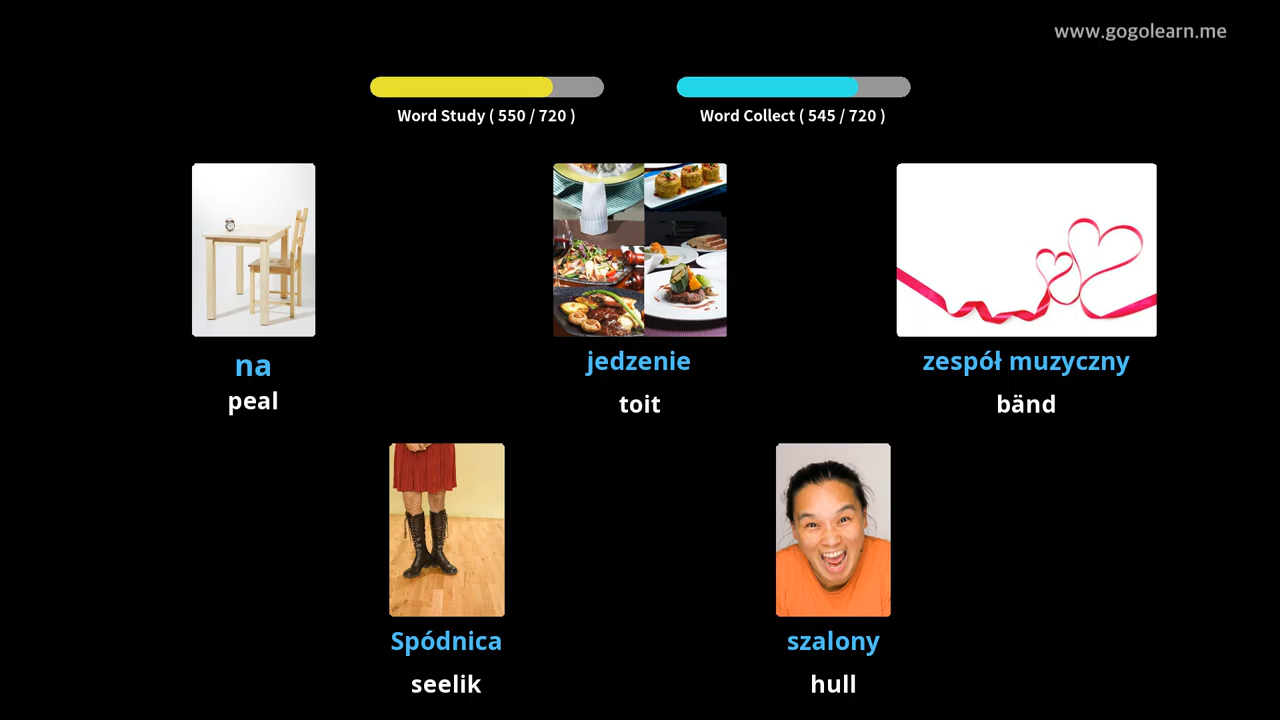 www.gogolearn.me
Word Study ( 550 / 720 )
Word Collect ( 545 / 720 )
na
peal
jedzenie
toit
zespół muzyczny
bänd
Spódnica
seelik
szalony
hull